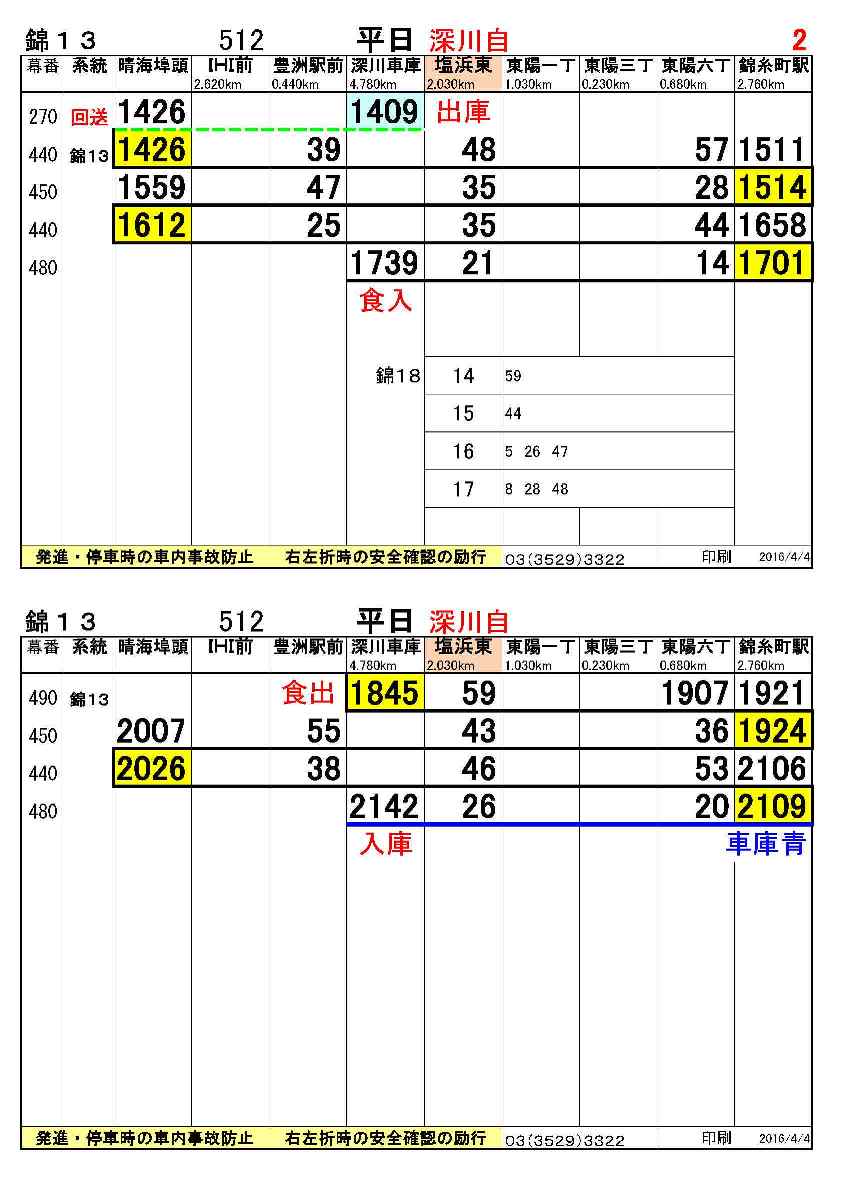 錦１３ 512 平日 深川自 2
幕番 系統 晴海埠頭 IHI前 豊洲駅前 深川車庫 塩浜東 東陽一丁 東陽三丁 東陽六丁 錦糸町駅
2.620km 0.440km 4.780km 2.030km 1.030km 0.230km 0.680km 2.760km
270 回送 1426 1409 出庫
440 錦13 1426 39 48 57 1511
450 1559 47 35 28 1514
440 1612 25 35 44 1658
480 1739 21 14 1701
食入
錦18 14 59
15 44
16 5 26 47
17 8 28 48
発進・停車時の車内事故防止 右左折時の安全確認の励行 03(3529)3322 印刷 2016/4/4
錦１３ 512 平日 深川自
幕番 系統 晴海埠頭 IHI前 豊洲駅前 深川車庫 塩浜東 東陽一丁 東陽三丁 東陽六丁 錦糸町駅
4.780km 2.030km 1.030km 0.230km 0.680km 2.760km
490 錦13 食出 1845 59 1907 1921
450 2007 55 43 36 1924
440 2026 38 46 53 2106
480 2142 26 20 2109
入庫 車庫青
発進・停車時の車内事故防止 右左折時の安全確認の励行 03(3529)3322 印刷 2016/4/4